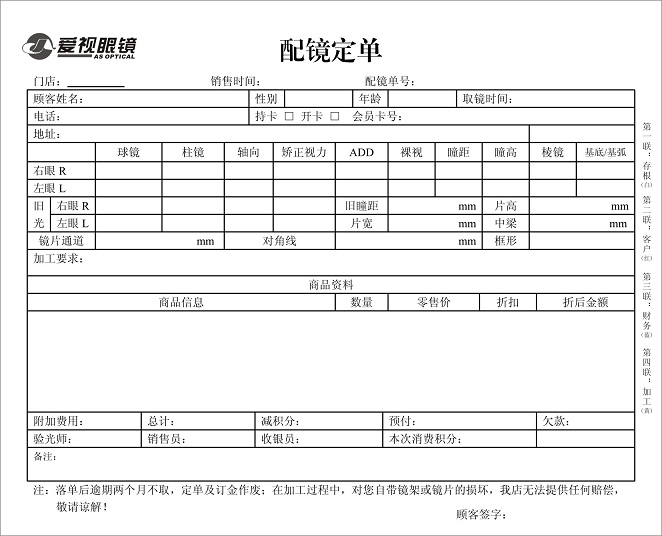 爱视眼镜
AS OPTICAL
配镜定单
门店： 销售时间： 配镜单号：
顾客姓名： 性别 年龄 取镜时间：
电话： 持卡 □ 开卡 □ 会员卡号：
地址：
球镜 柱镜 轴向 矫正视力 ADD 裸视 瞳距 瞳高 棱镜 基底/基弧
右眼 R
左眼 L
旧光 右眼 R 旧瞳距 mm 片高 mm
左眼 L 片宽 mm 中梁 mm
镜片通道 mm 对角线 mm 框形
加工要求：
商品资料
商品信息 数量 零售价 折扣 折后金额
附加费用： 总计： 减积分： 预付： 欠款：
验光师： 销售员： 收银员： 本次消费积分：
备注：
注：落单后逾期两个月不取，定单及订金作废；在加工过程中，对您自带镜架或镜片的损坏，我店无法提供任何赔偿，
敬请谅解！
顾客签字：
第一联：存根(白)
第二联：客户(红)
第三联：财务(蓝)
第四联：加工(黄)